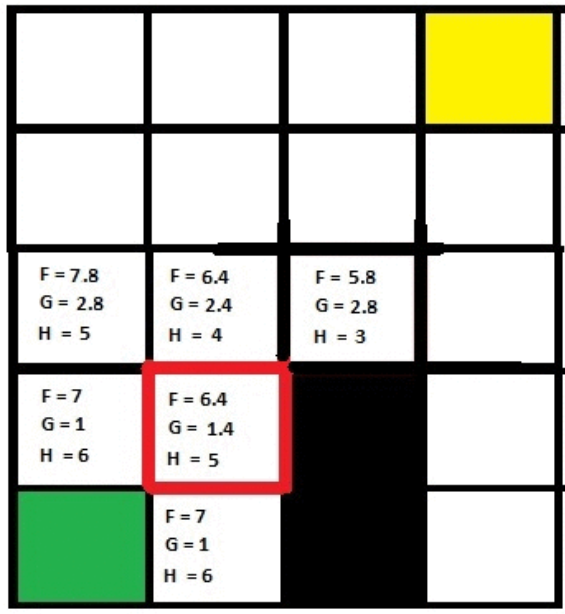 F = 7.8
G = 2.8
H = 5
F = 6.4
G = 2.4
H = 4
F = 5.8
G = 2.8
H = 3
F = 7
G = 1
H = 6
F = 6.4
G = 1.4
H = 5
F = 7
G = 1
H = 6